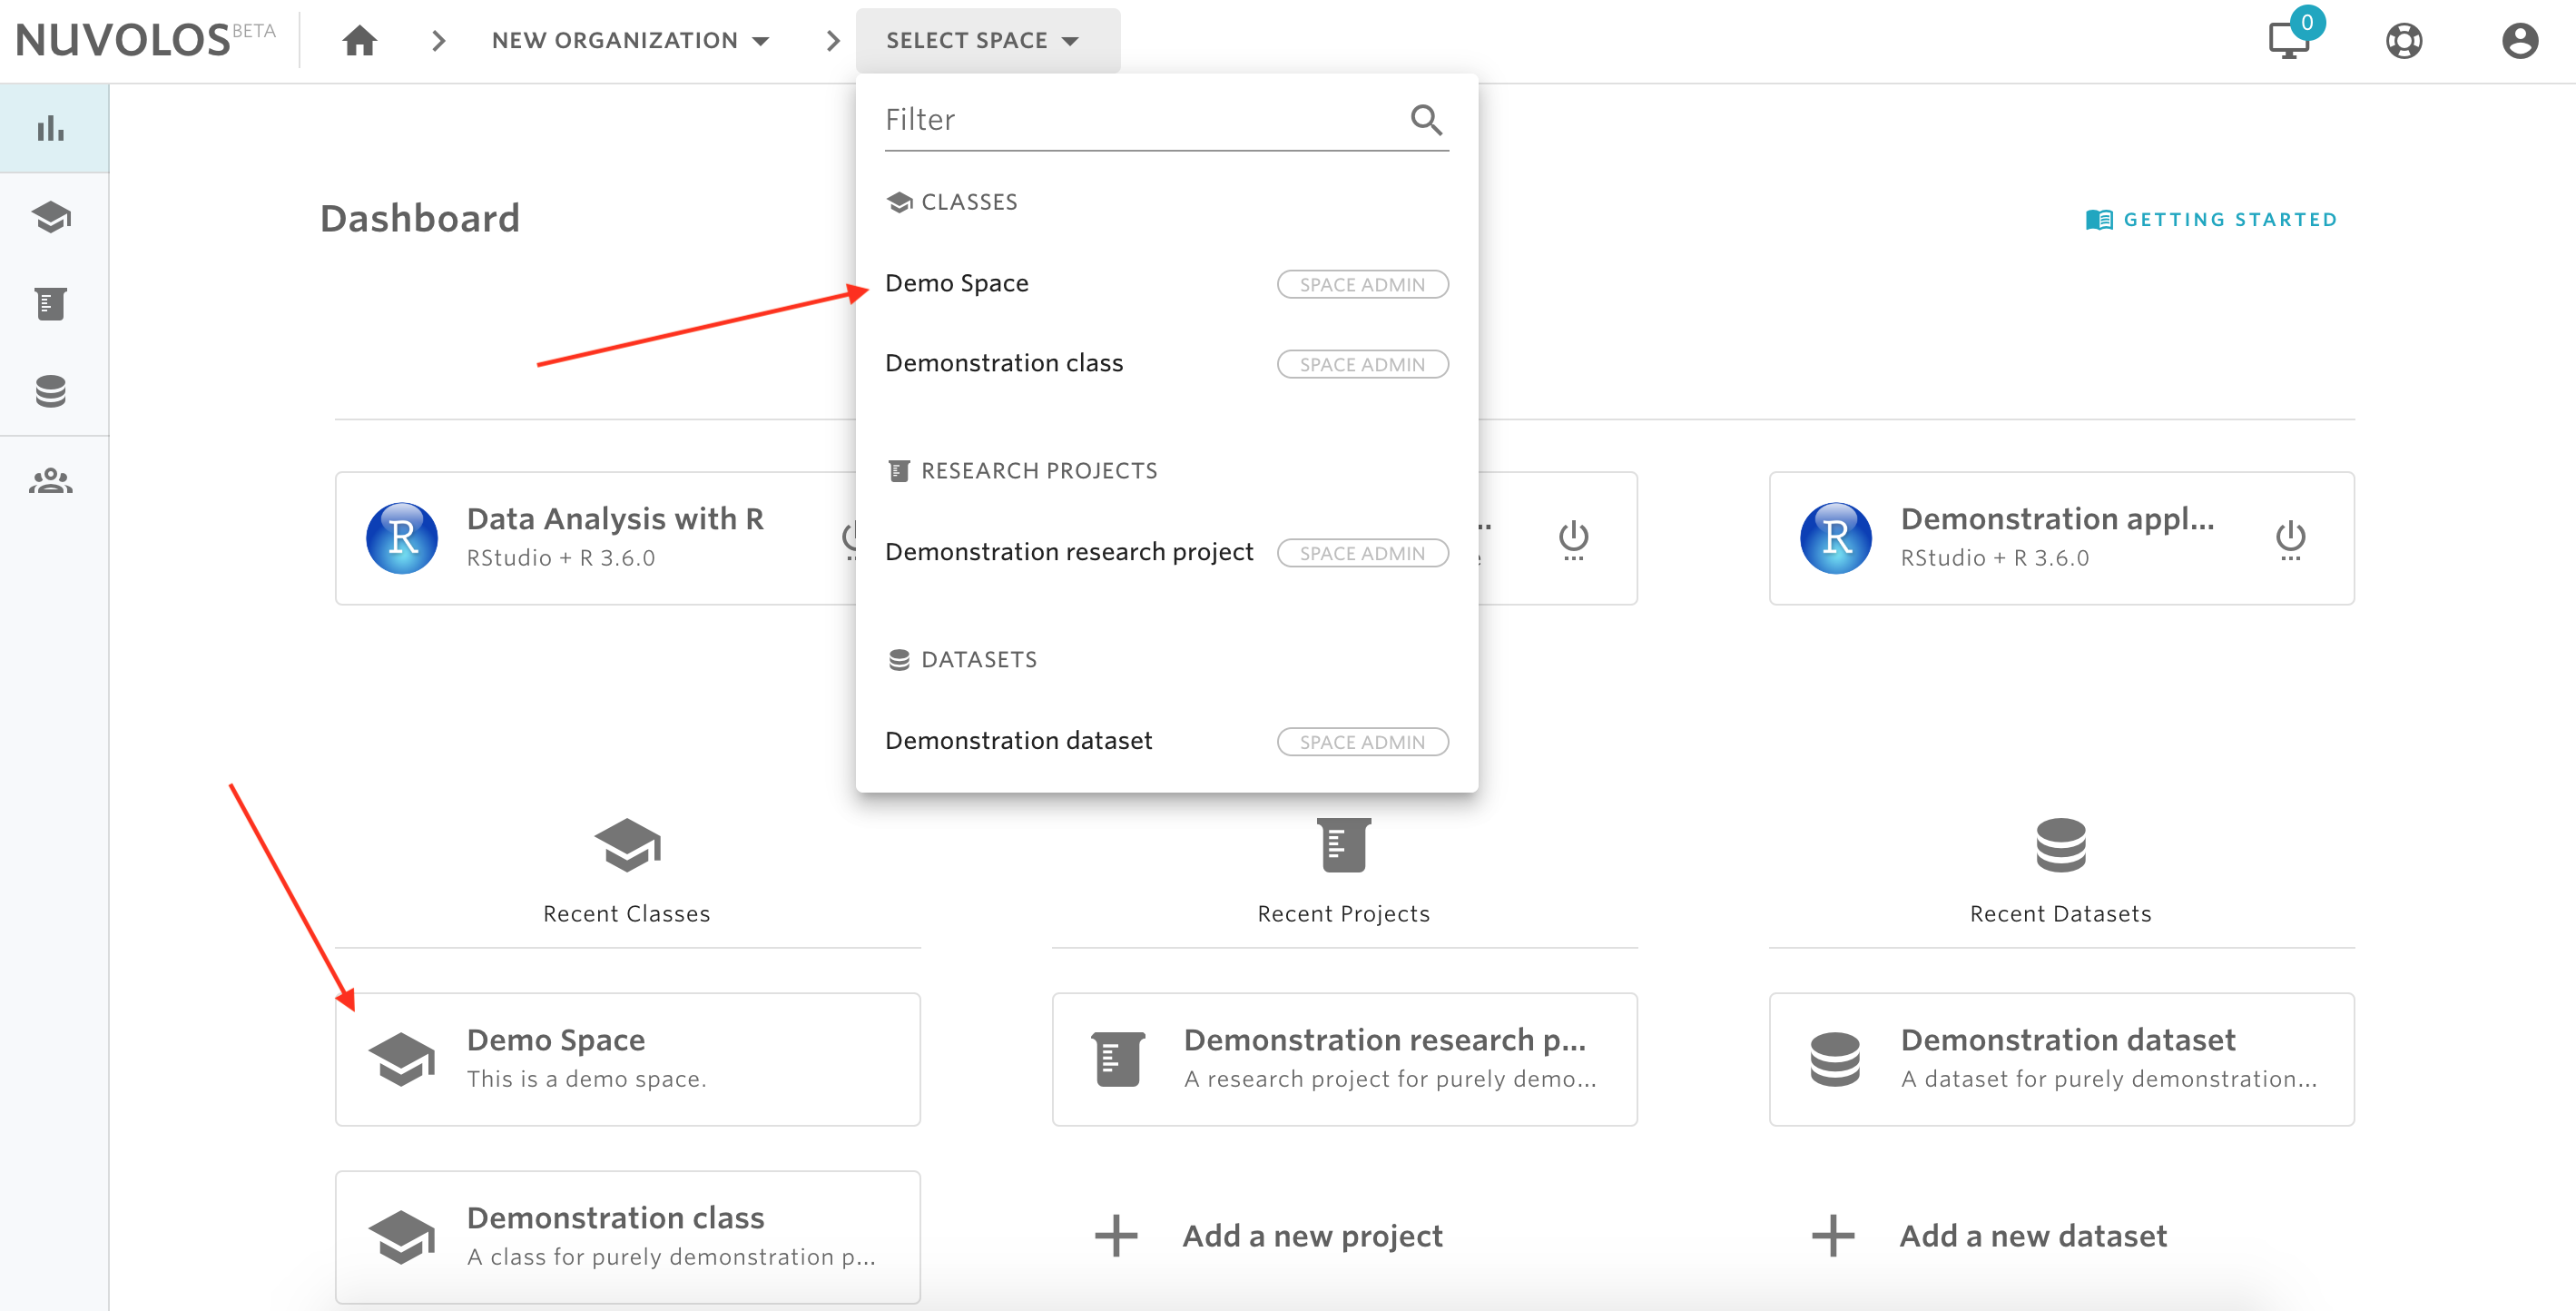 NUVOLOS BETA
NEW ORGANIZATION
SELECT SPACE
0
Filter
CLASSES
Demo Space SPACE ADMIN
Demonstration class SPACE ADMIN
RESEARCH PROJECTS
Demonstration research project SPACE ADMIN
DATASETS
Demonstration dataset SPACE ADMIN
Dashboard
GETTING STARTED
R
Data Analysis with R
RStudio + R 3.6.0
R
Demonstration appl...
RStudio + R 3.6.0
Recent Classes
Recent Projects
Recent Datasets
Demo Space
This is a demo space.
Demonstration research p...
A research project for purely demo...
Demonstration dataset
A dataset for purely demonstration...
Demonstration class
A class for purely demonstration p...
Add a new project
Add a new dataset